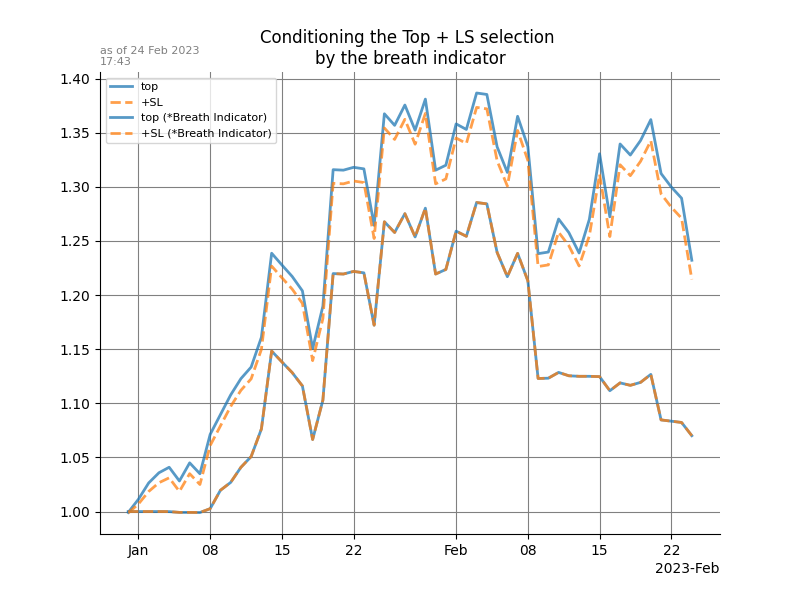 Conditioning the Top + LS selection
by the breath indicator
as of 24 Feb 2023
17:43
top
+SL
top (*Breath Indicator)
+SL (*Breath Indicator)
1.40
1.35
1.30
1.25
1.20
1.15
1.10
1.05
1.00
Jan 08 15 22 Feb 08 15 22
2023-Feb